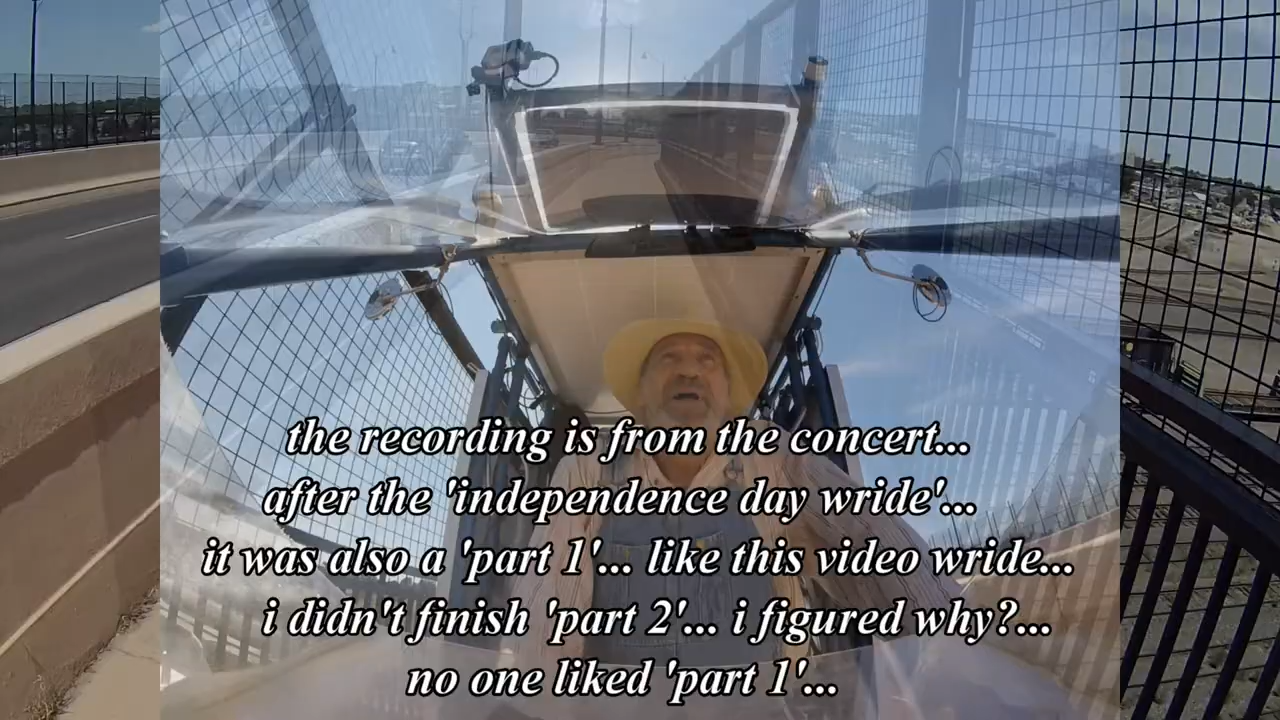 the recording is from the concert...
after the 'independence day wride'...
it was also a 'part 1'... like this video wride...
i didn't finish 'part 2'... i figured why?...
no one liked 'part 1'...